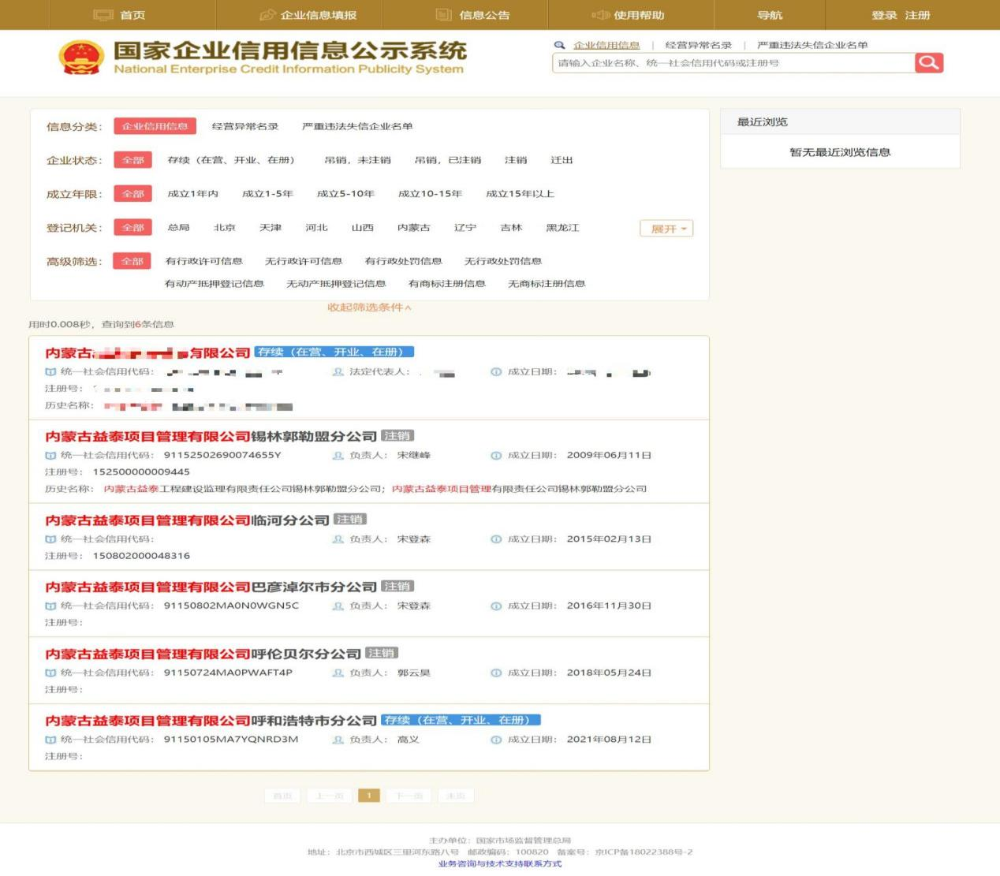 首页 企业信息填报 信息公告 使用帮助 导航 登录 注册
国家企业信用信息公示系统
National Enterprise Credit Information Publicity System
企业信用信息 | 经营异常名录 | 严重违法失信企业名单
请输入企业名称、统一社会信用代码或注册号
信息分类： 企业信用信息 经营异常名录 严重违法失信企业名单
企业状态： 全部 存续（在营、开业、在册） 吊销，未注销 吊销，已注销 注销 迁出
成立年限： 全部 成立1年内 成立1-5年 成立5-10年 成立10-15年 成立15年以上
登记机关： 全部 总局 北京 天津 河北 山西 内蒙古 辽宁 吉林 黑龙江 展开
高级筛选： 全部 有行政许可信息 无行政许可信息 有行政处罚信息 无行政处罚信息
有动产抵押登记信息 无动产抵押登记信息 有商标注册信息 无商标注册信息
收起筛选条件^
最近浏览
暂无最近浏览信息
用时0.008秒，查询到6条信息
内蒙古 有限公司 存续（在营、开业、在册）
统一社会信用代码： 法定代表人： 成立日期：
注册号：
历史名称：
内蒙古益泰项目管理有限公司锡林郭勒盟分公司 注销
统一社会信用代码： 91152502690074655Y 负责人： 宋继峰 成立日期： 2009年06月11日
注册号： 152500000009445
历史名称： 内蒙古益泰工程建设监理有限责任公司锡林郭勒盟分公司；内蒙古益泰项目管理有限责任公司锡林郭勒盟分公司
内蒙古益泰项目管理有限公司临河分公司 注销
统一社会信用代码： 负责人： 宋登森 成立日期： 2015年02月13日
注册号： 150802000048316
内蒙古益泰项目管理有限公司巴彦淖尔市分公司 注销
统一社会信用代码： 91150802MA0N0WGN5C 负责人： 宋登森 成立日期： 2016年11月30日
注册号：
内蒙古益泰项目管理有限公司呼伦贝尔分公司 注销
统一社会信用代码： 91150724MA0PWAFT4P 负责人： 郭云昊 成立日期： 2018年05月24日
注册号：
内蒙古益泰项目管理有限公司呼和浩特市分公司 存续（在营、开业、在册）
统一社会信用代码： 91150105MA7YQNRD3M 负责人： 高义 成立日期： 2021年08月12日
注册号：
首页 上一页 1 下一页 末页
主办单位：国家市场监督管理总局
地址：北京市西城区三里河东路八号 邮政编码：100820 备案号：京ICP备18022388号-2
业务咨询与技术支持联系方式